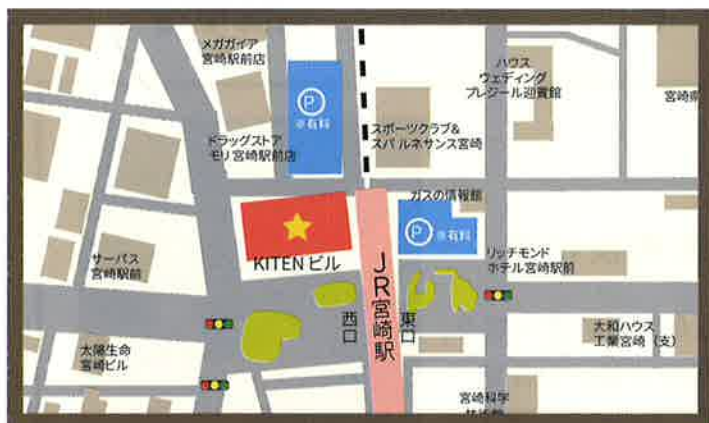 メガガイア
宮崎駅前店
ハウス
ウェディング
プレジール迎賓館
宮崎県
P
※有料
ドラッグストア
モリ宮崎駅前店
スポーツクラブ&
スパ ルネサンス宮崎
ガスの情報館
P ※有料
サーパス
宮崎駅前
KITEN ビル
リッチモンド
ホテル宮崎駅前
JR宮崎駅
西口
東口
太陽生命
宮崎ビル
大和ハウス
工業宮崎(支)
宮崎科学